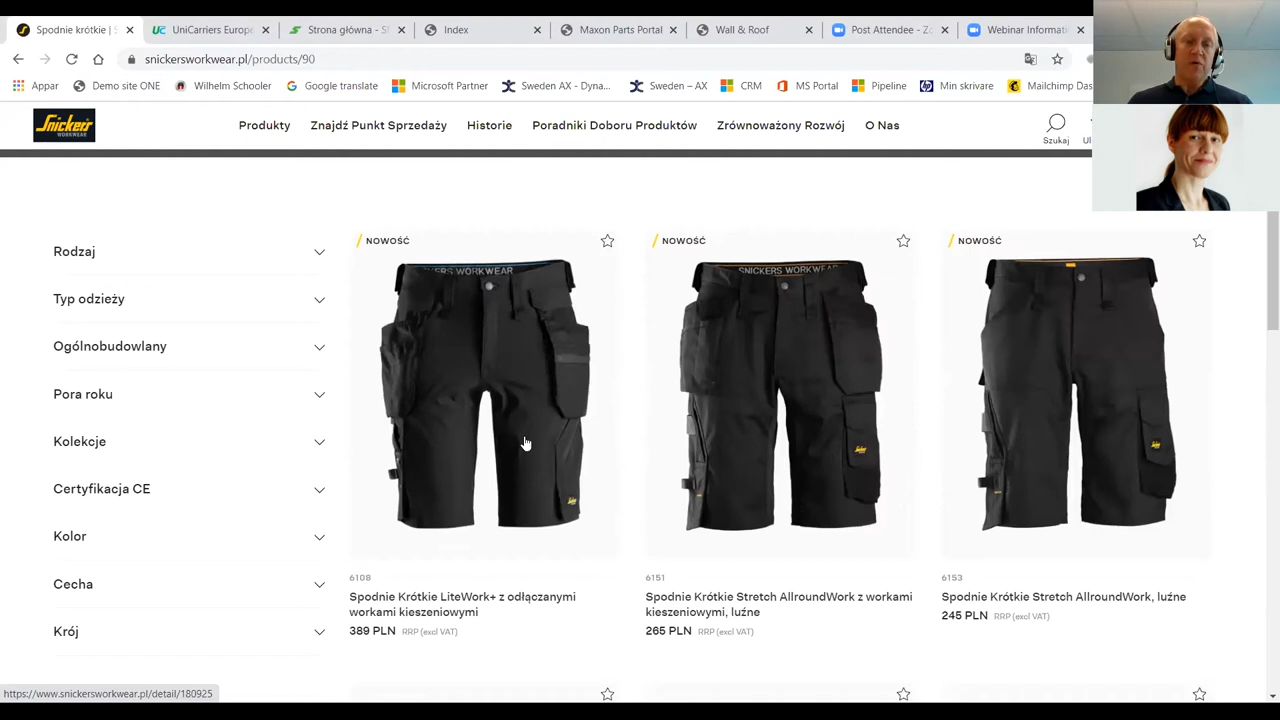 Spodnie krótkie | S
UniCarriers Europe
Strona główna - S
Index
Maxon Parts Portal
Wall & Roof
Post Attendee - Zo
Webinar Informati
snickersworkwear.pl/products/90
Appar
Demo site ONE
Wilhelm Schooler
Google translate
Microsoft Partner
Sweden AX - Dyna...
Sweden – AX
CRM
MS Portal
Pipeline
Min skrivare
Mailchimp Das
Snickers
WORKWEAR
Produkty
Znajdź Punkt Sprzedaży
Historie
Poradniki Doboru Produktów
Zrównoważony Rozwój
O Nas
Szukaj
Ul
Rodzaj
Typ odzieży
Ogólnobudowlany
Pora roku
Kolekcje
Certyfikacja CE
Kolor
Cecha
Krój
NOWOŚĆ
NOWOŚĆ
NOWOŚĆ
KERS WORKWEAR
SNICKERS WORKWEAR
6108
Spodnie Krótkie LiteWork+ z odłączanymi
workami kieszeniowymi
389 PLN RRP (excl VAT)
6151
Spodnie Krótkie Stretch AllroundWork z workami
kieszeniowymi, luźne
265 PLN RRP (excl VAT)
6153
Spodnie Krótkie Stretch AllroundWork, luźne
245 PLN RRP (excl VAT)
https://www.snickersworkwear.pl/detail/180925